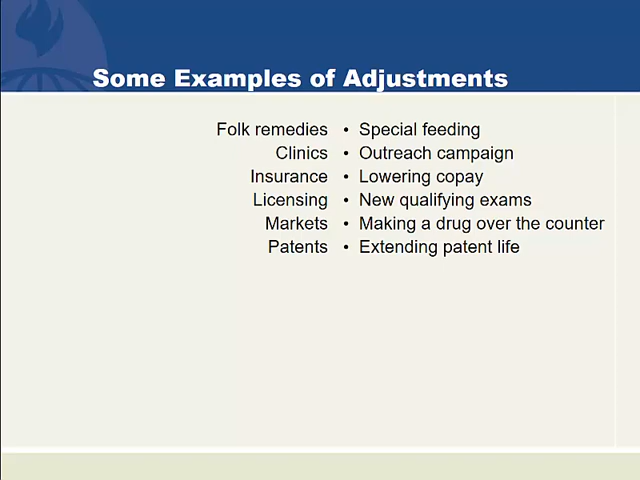 Some Examples of Adjustments
Folk remedies • Special feeding
Clinics • Outreach campaign
Insurance • Lowering copay
Licensing • New qualifying exams
Markets • Making a drug over the counter
Patents • Extending patent life